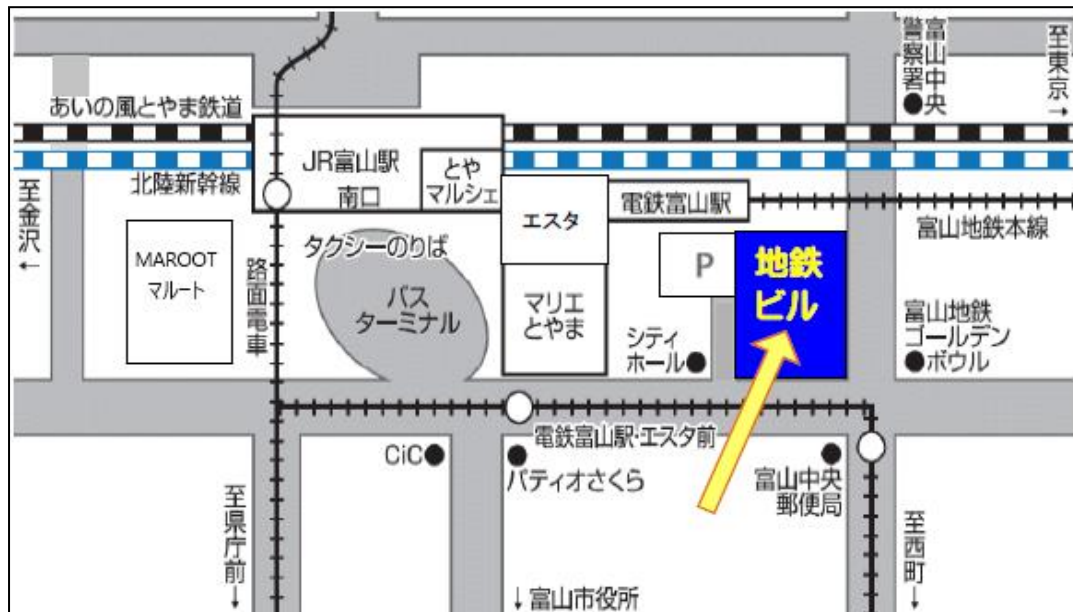 富山中央
警察署
至東京→
あいの風とやま鉄道
JR富山駅
南口
とや
マルシェ
北陸新幹線
至金沢←
エスタ
電鉄富山駅
富山地鉄本線
MAROOT
マルート
路面電車
タクシーのりば
バス
ターミナル
マリエ
とやま
P
地鉄
ビル
シティ
ホール
富山地鉄
ゴールデン
ボウル
電鉄富山駅・エスタ前
CiC
パティオさくら
富山中央
郵便局
至県庁前→
↓富山市役所
至西町→